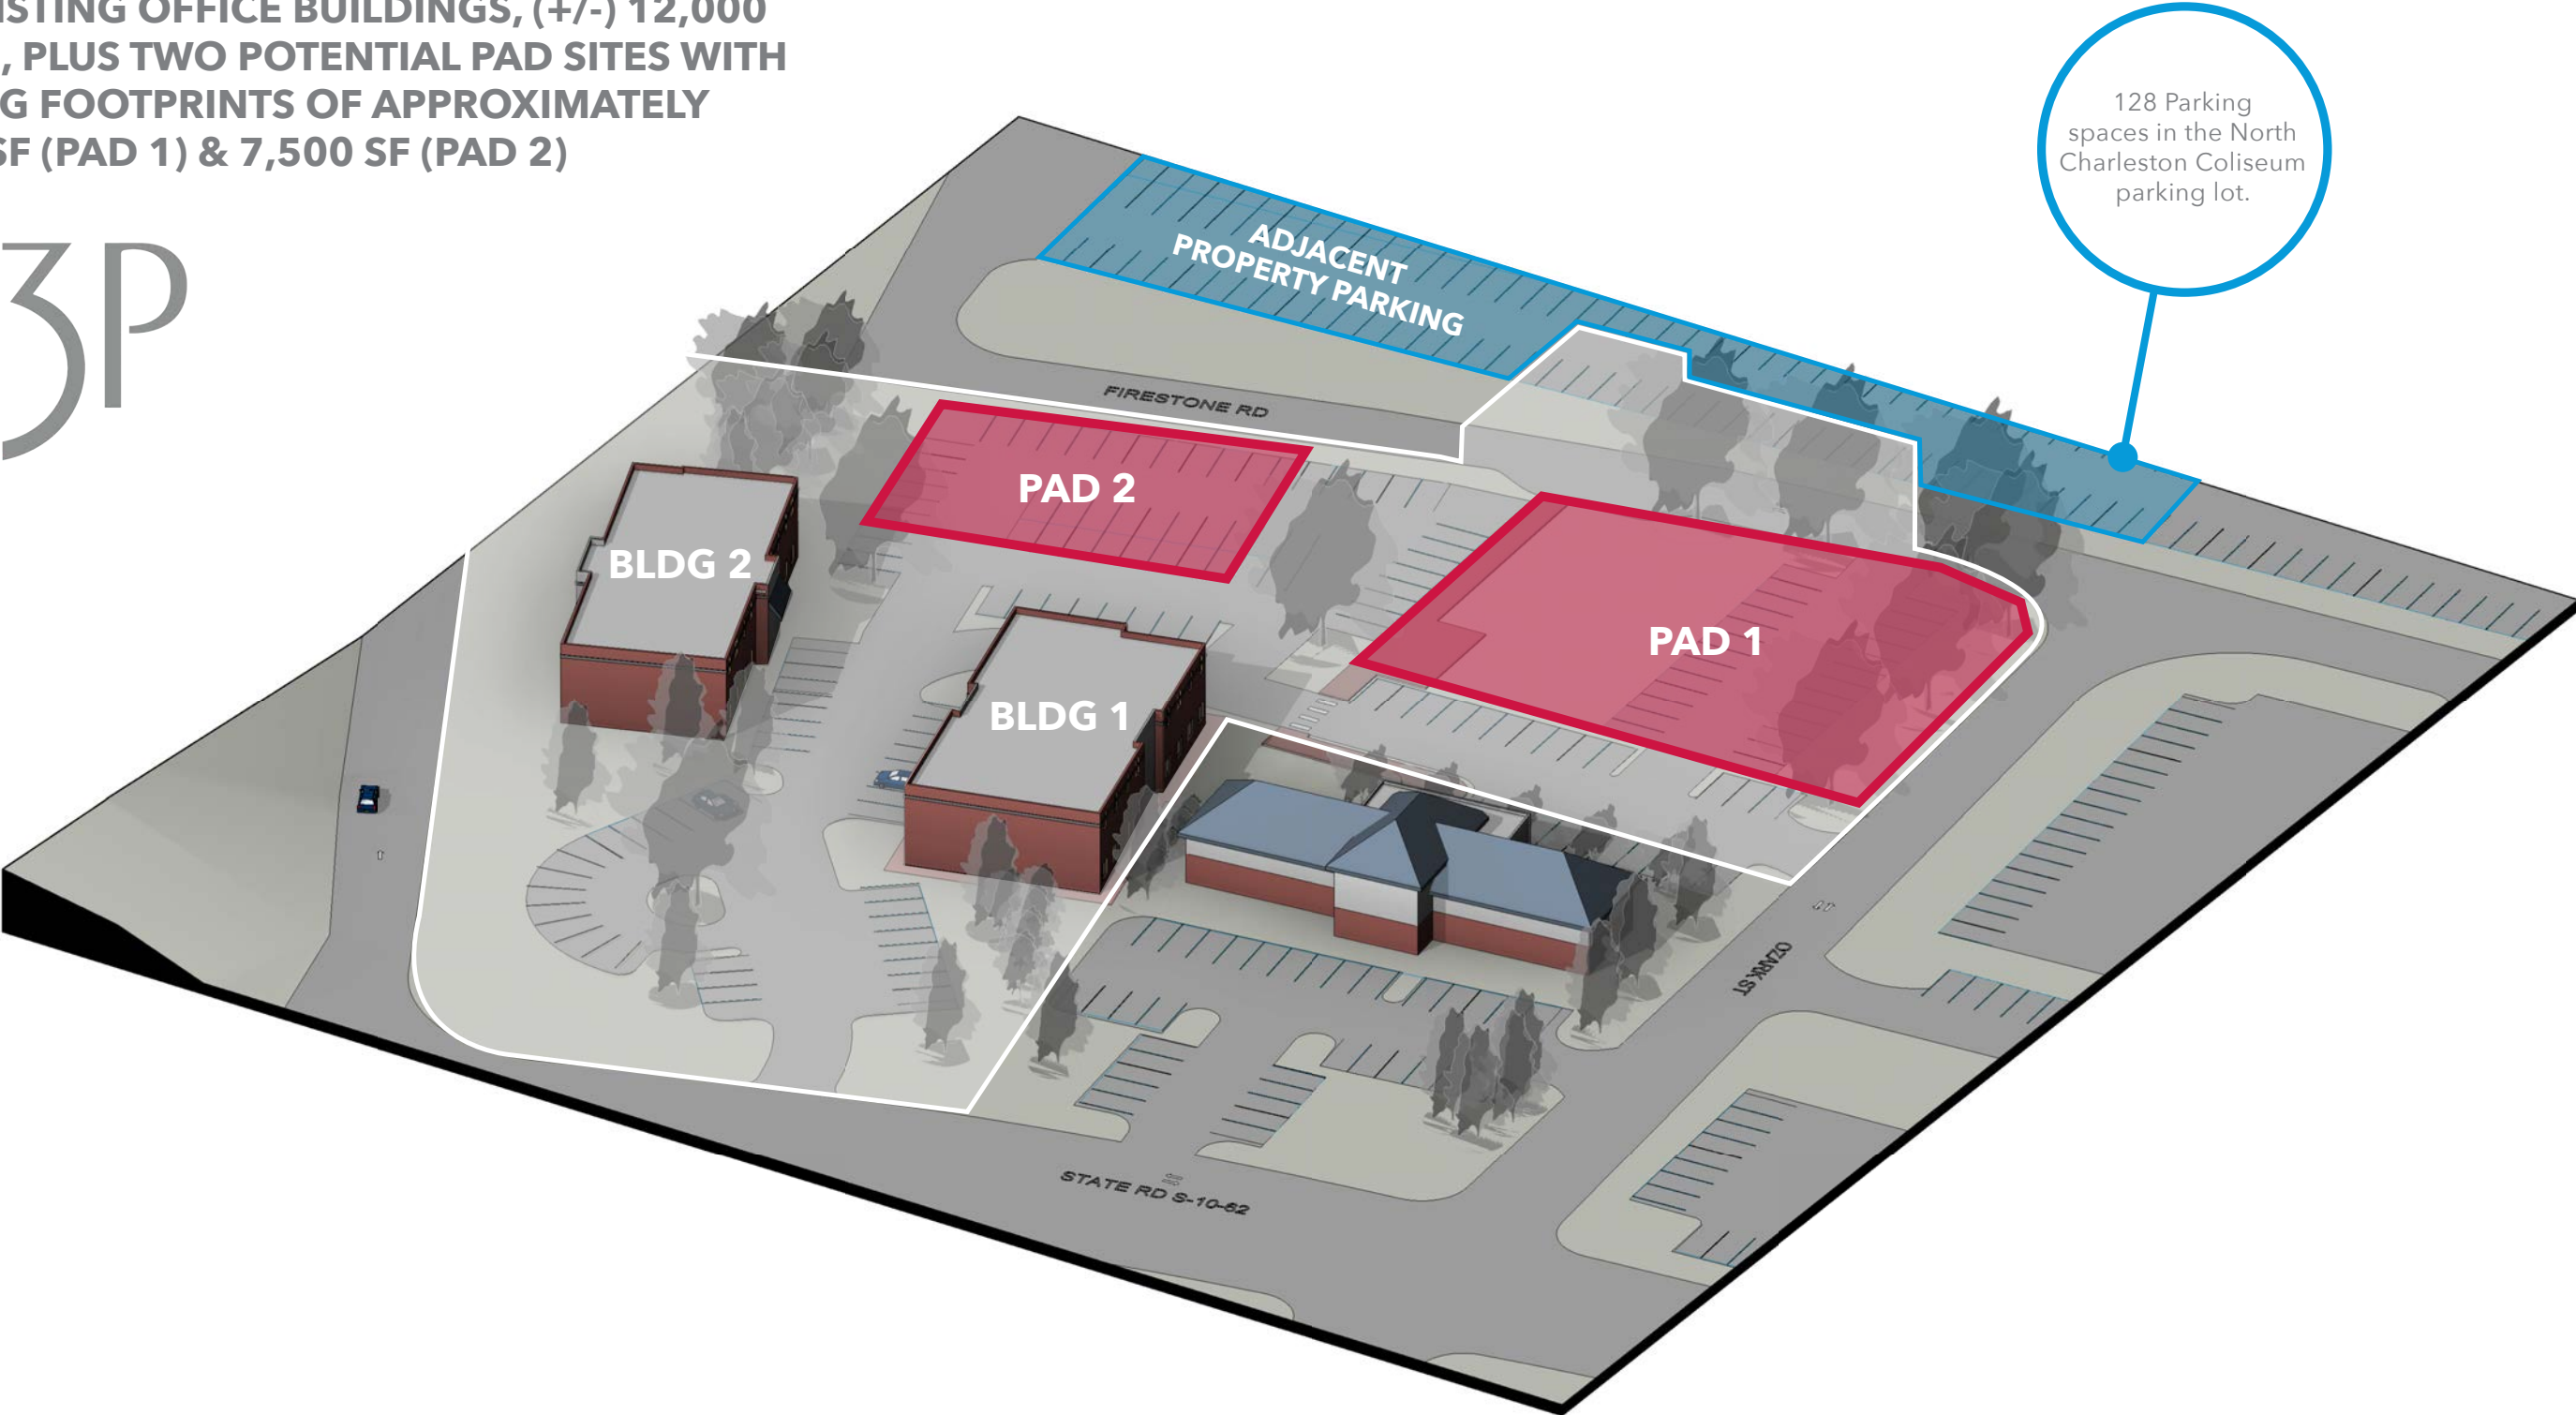 ISTING OFFICE BUILDINGS, (+/-) 12,000
, PLUS TWO POTENTIAL PAD SITES WITH
G FOOTPRINTS OF APPROXIMATELY
SF (PAD 1) & 7,500 SF (PAD 2)
3P
128 Parking
spaces in the North
Charleston Coliseum
parking lot.
ADJACENT
PROPERTY PARKING
FIRESTONE RD
PAD 2
BLDG 2
PAD 1
BLDG 1
OZARK ST
STATE RD S-10-62